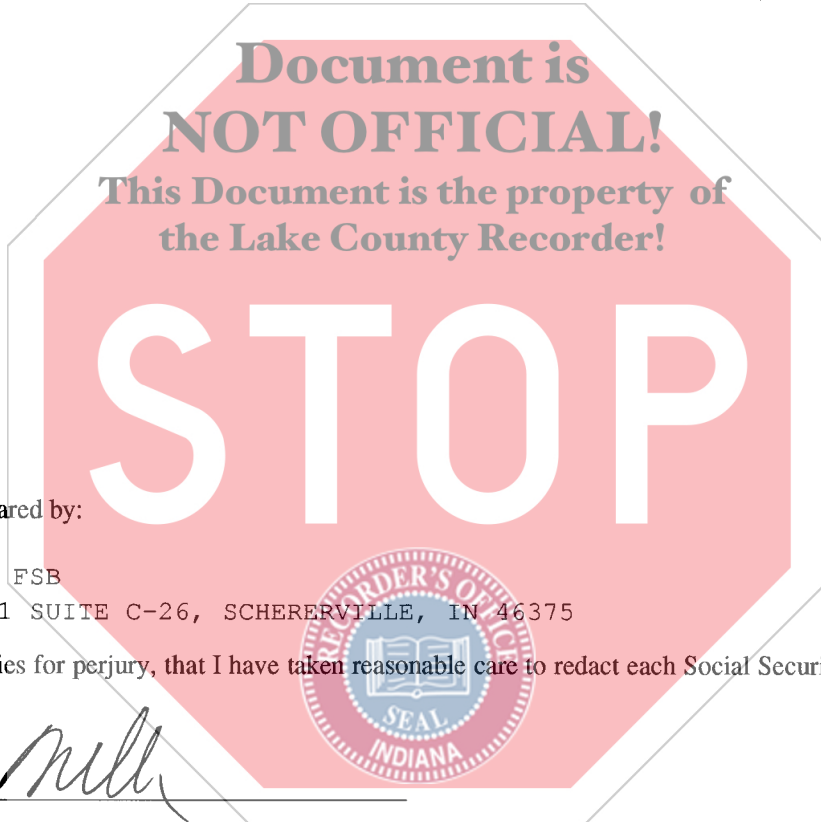 Document is
NOT OFFICIAL!
This Document is the property of
the Lake County Recorder!
STOP
ared by:
FSB
1 SUITE C-26, SCHERERVILLE, IN 46375
ies for perjury, that I have taken reasonable care to redact each Social Securi
RECORDER'S OFFICE
SEAL
INDIANA